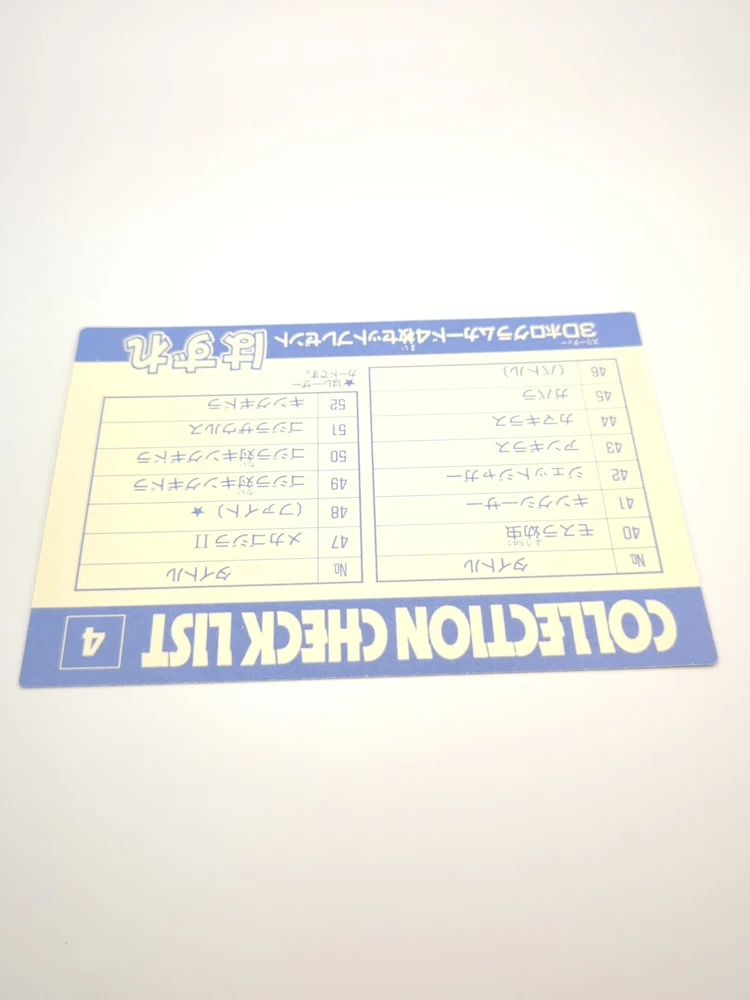 COLLECTION CHECK LIST 4
No. タイトル
40 モスラ幼虫
41 キングシーサー
42 ジェットジャガー
43 アンギラス
44 カマキラス
45 ガバラ
46 (バトル)
No. タイトル
47 メカゴジラII
48 (ファイト) ★
49 ゴジラ対キングギドラ
50 ゴジラ対キングギドラ
51 ゴジラザウルス
52 キングギドラ
★はレーザー
カードです。
3Dホログラムカード4枚セットプレゼント はずれ